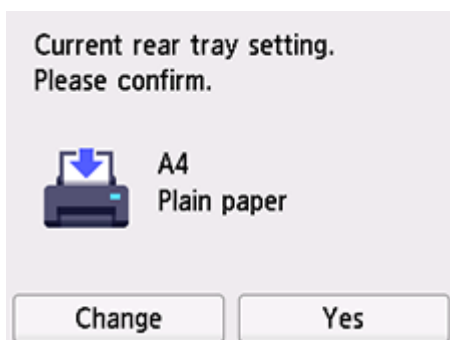 Current rear tray setting.
Please confirm.
A4
Plain paper
Change
Yes